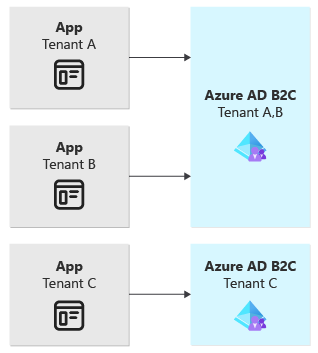 App
Tenant A
Azure AD B2C
Tenant A,B
App
Tenant B
App
Tenant C
Azure AD B2C
Tenant C